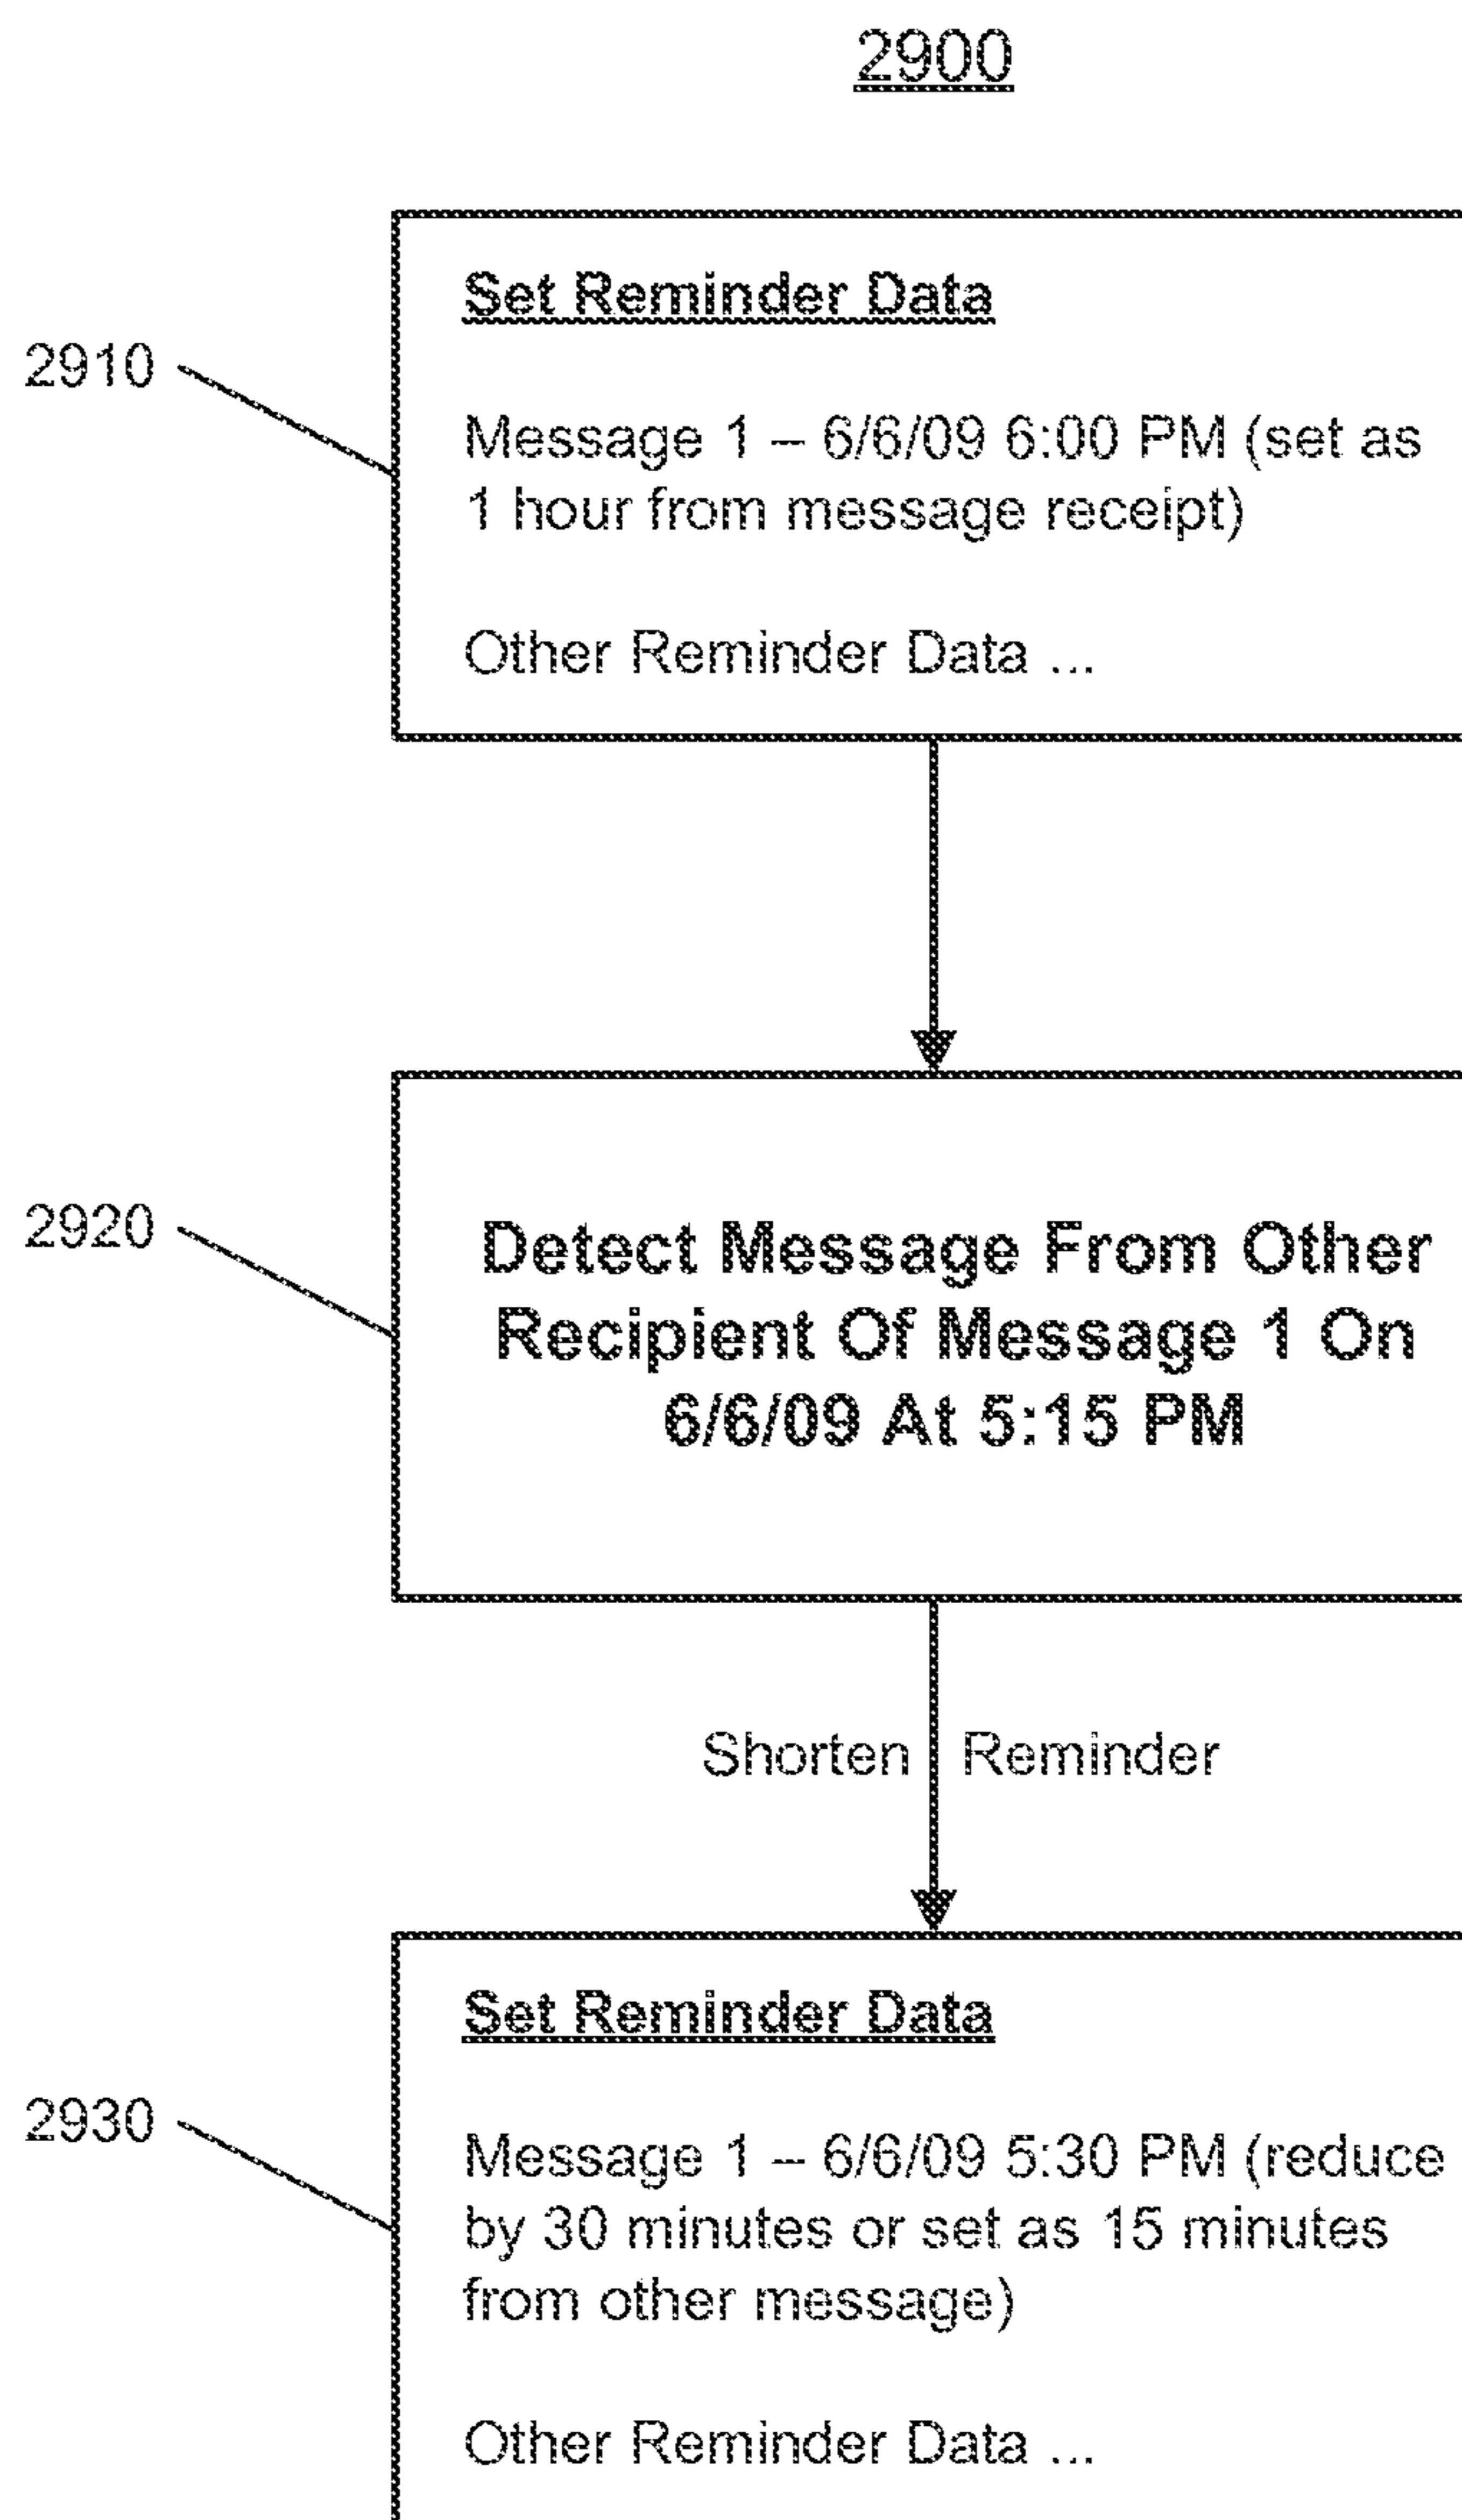 2900
Set Reminder Data
2910
Message 1 – 6/6/09 6:00 PM (set as
1 hour from message receipt)
Other Reminder Data ...
2920
Detect Message From Other
Recipient Of Message 1 On
6/6/09 At 5:15 PM
Shorten Reminder
Set Reminder Data
2930
Message 1 – 6/6/09 5:30 PM (reduce
by 30 minutes or set as 15 minutes
from other message)
Other Reminder Data ...